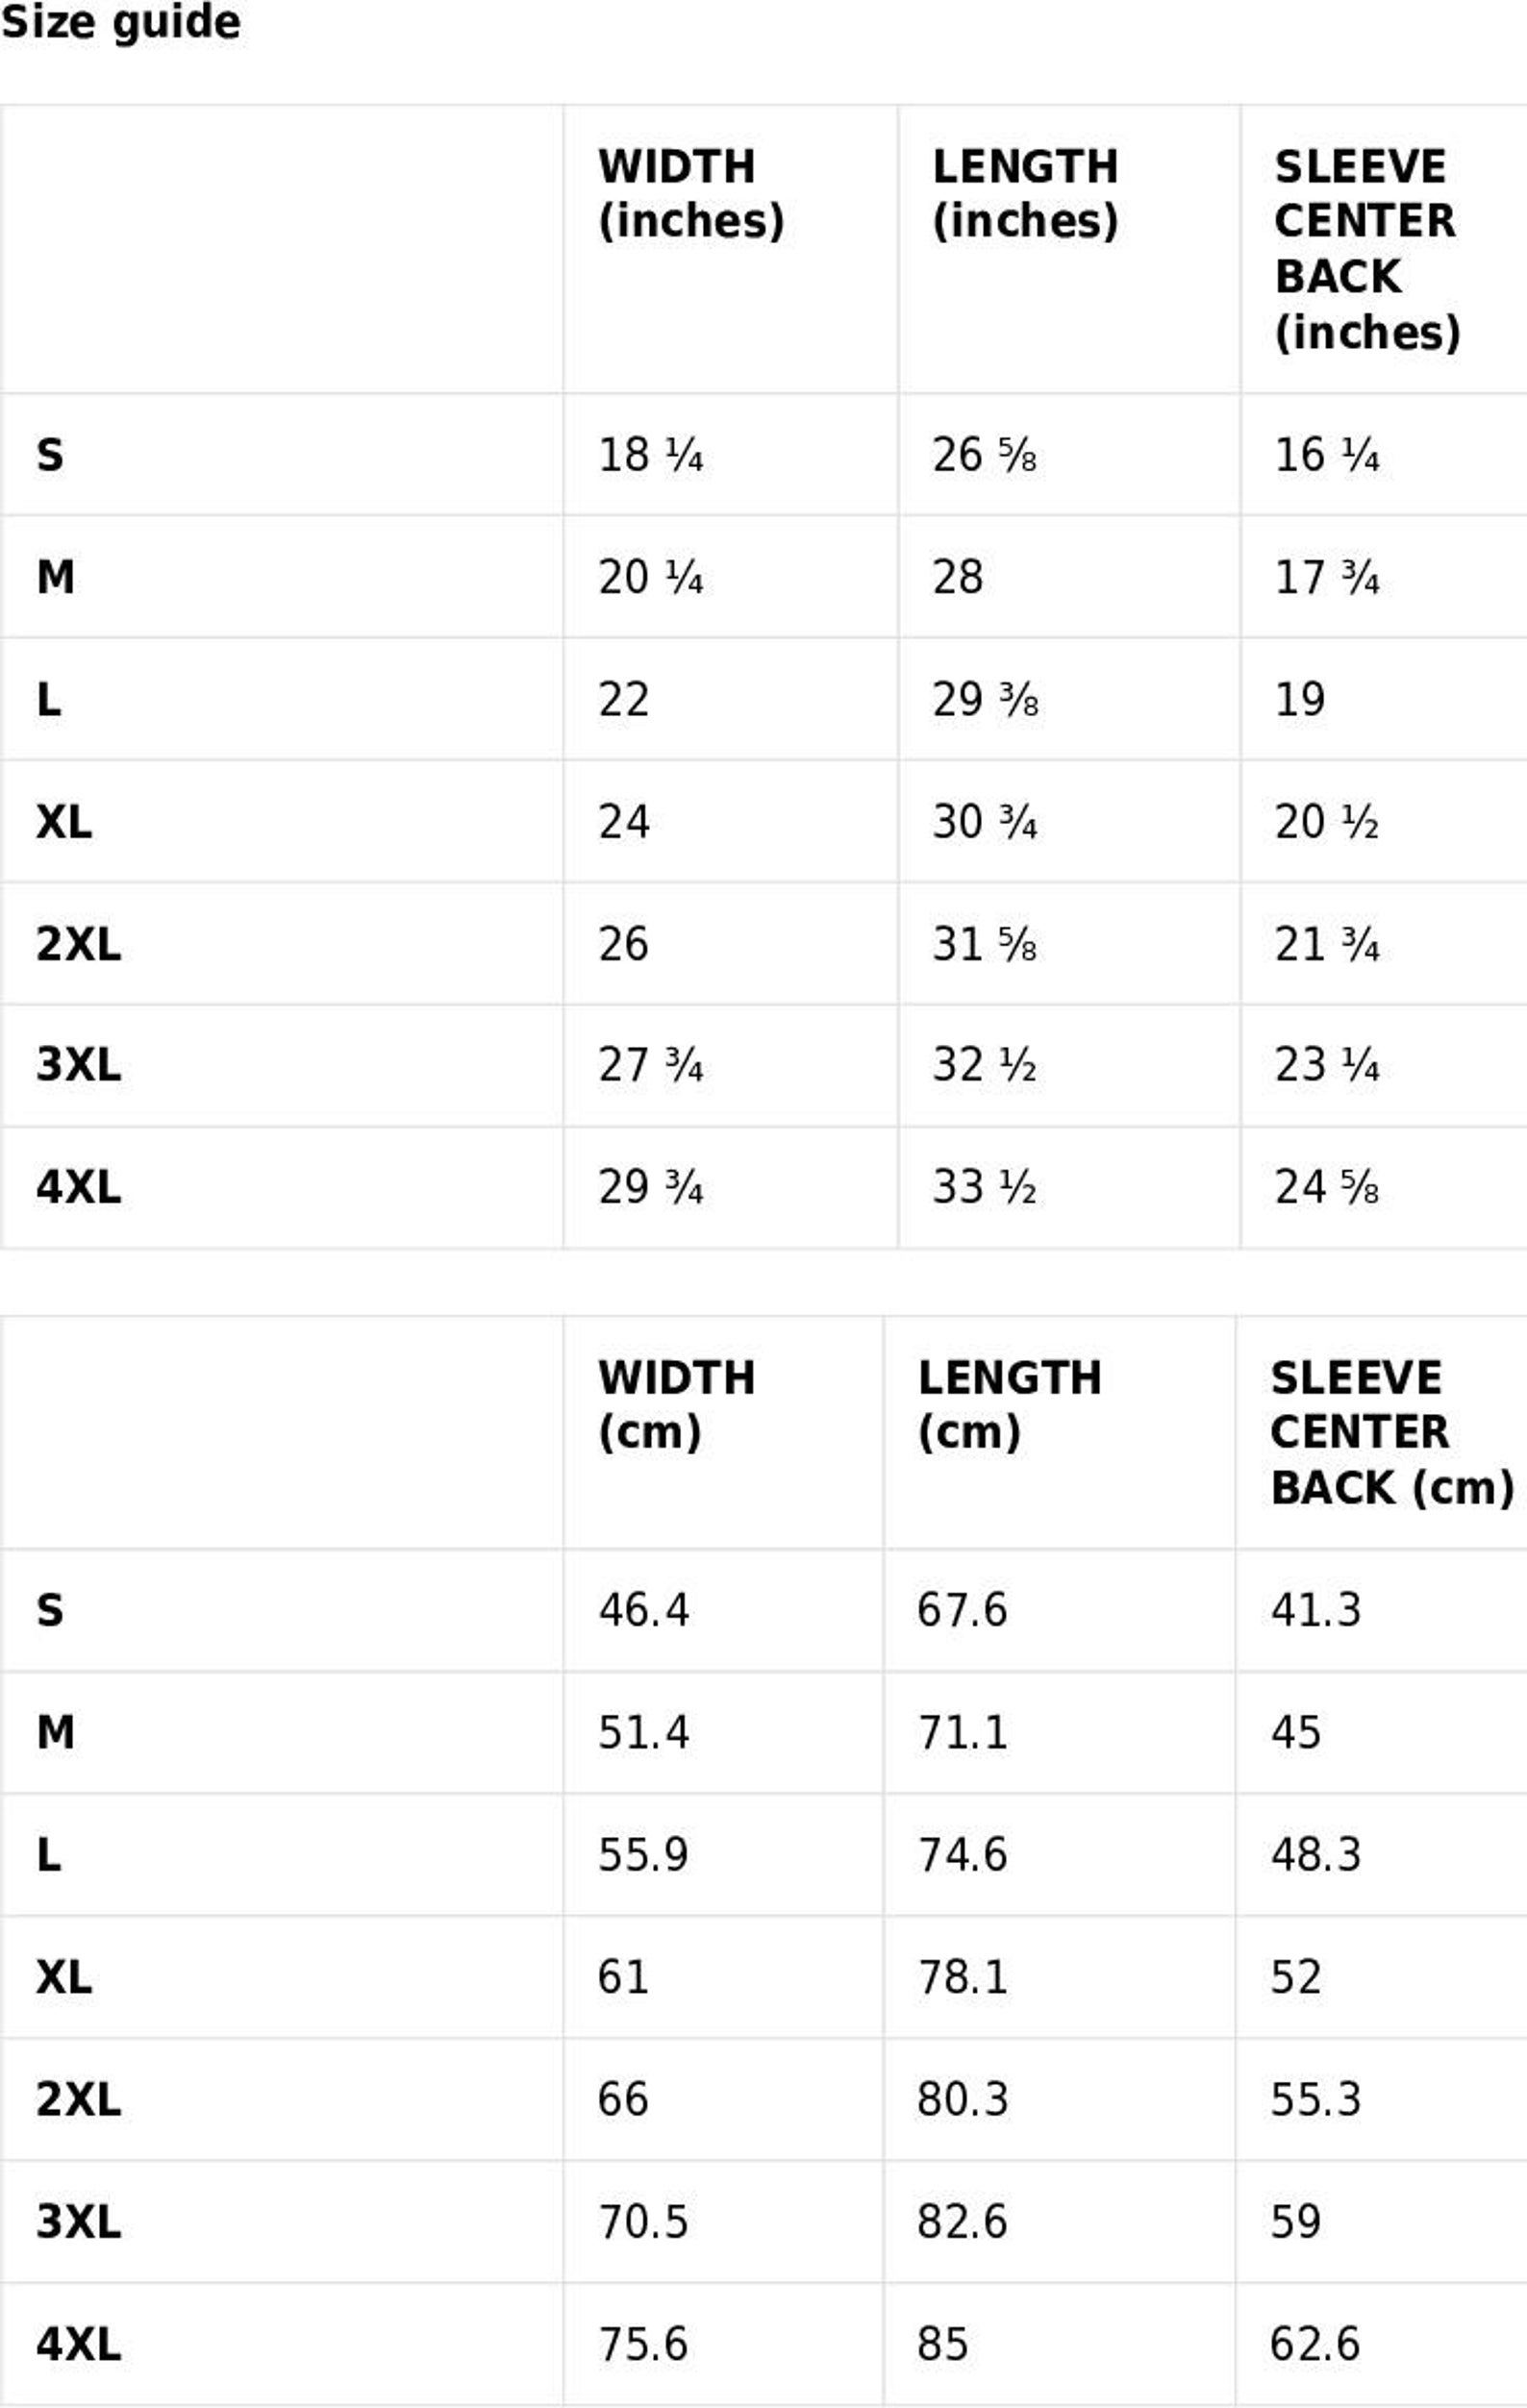 Size guide
WIDTH (inches) LENGTH (inches) SLEEVE CENTER BACK (inches)
S 18 ¼ 26 ⅝ 16 ¼
M 20 ¼ 28 17 ¾
L 22 29 ⅜ 19
XL 24 30 ¾ 20 ½
2XL 26 31 ⅝ 21 ¾
3XL 27 ¾ 32 ½ 23 ¼
4XL 29 ¾ 33 ½ 24 ⅝
WIDTH (cm) LENGTH (cm) SLEEVE CENTER BACK (cm)
S 46.4 67.6 41.3
M 51.4 71.1 45
L 55.9 74.6 48.3
XL 61 78.1 52
2XL 66 80.3 55.3
3XL 70.5 82.6 59
4XL 75.6 85 62.6